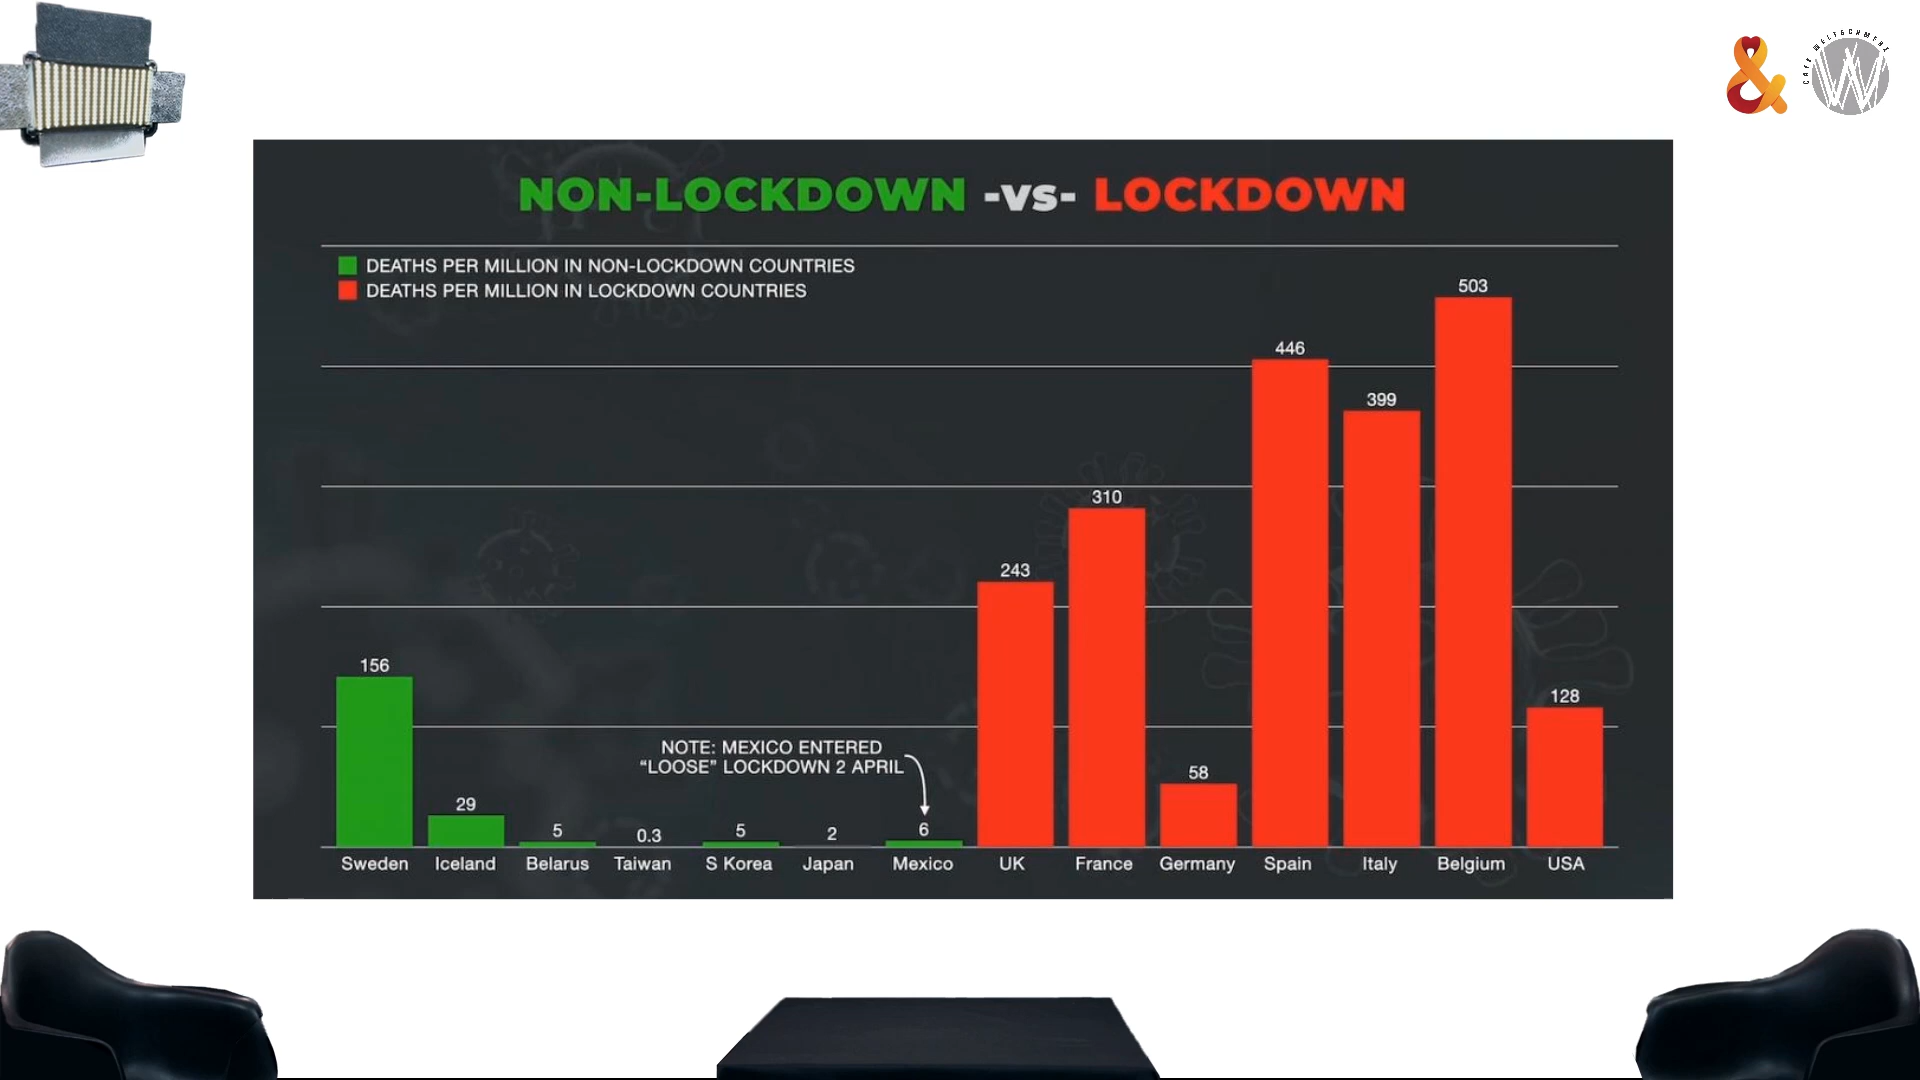 CAFÉ WELTSCHMERZ
NON-LOCKDOWN -VS- LOCKDOWN
DEATHS PER MILLION IN NON-LOCKDOWN COUNTRIES
DEATHS PER MILLION IN LOCKDOWN COUNTRIES
503
446
399
310
243
156
128
NOTE: MEXICO ENTERED
“LOOSE” LOCKDOWN 2 APRIL
58
29
5
0.3
5
2
6
Sweden Iceland Belarus Taiwan S Korea Japan Mexico UK France Germany Spain Italy Belgium USA